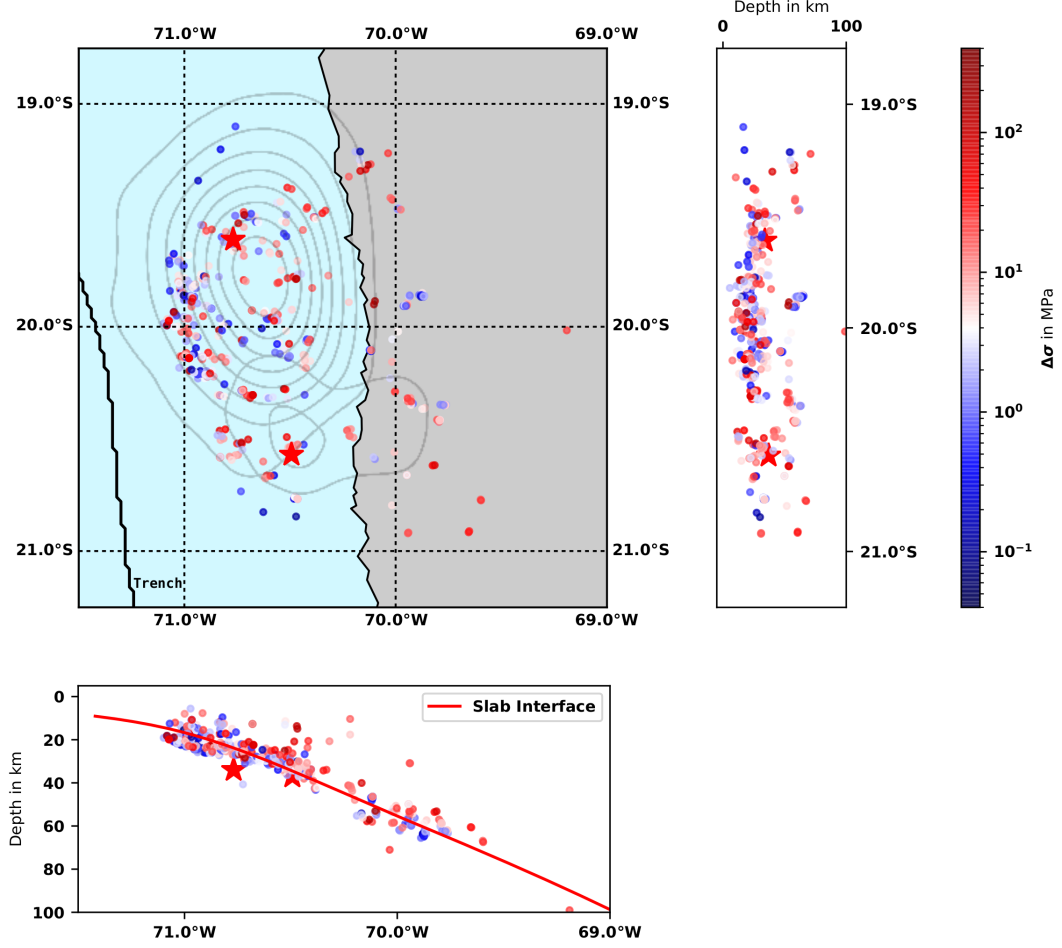 Depth in km
71.0°W 70.0°W 69.0°W
0 100
19.0°S 19.0°S 19.0°S
10²
10¹
20.0°S 20.0°S 20.0°S
Δσ in MPa
10⁰
21.0°S 21.0°S 21.0°S
10⁻¹
Trench
71.0°W 70.0°W 69.0°W
0
Slab Interface
20
40
Depth in km
60
80
100
71.0°W 70.0°W 69.0°W